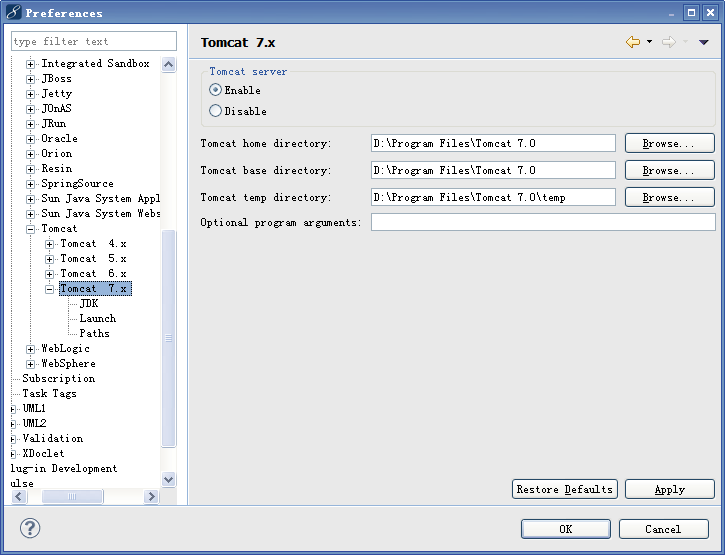 Preferences
type filter text
Integrated Sandbox
JBoss
Jetty
JOnAS
JRun
Oracle
Orion
Resin
SpringSource
Sun Java System Appl
Sun Java System Webs
Tomcat
Tomcat 4.x
Tomcat 5.x
Tomcat 6.x
Tomcat 7.x
JDK
Launch
Paths
WebLogic
WebSphere
Subscription
Task Tags
UML1
UML2
Validation
XDoclet
lug-in Development
ulse
Tomcat 7.x
Tomcat server
Enable
Disable
Tomcat home directory: D:\Program Files\Tomcat 7.0 Browse...
Tomcat base directory: D:\Program Files\Tomcat 7.0 Browse...
Tomcat temp directory: D:\Program Files\Tomcat 7.0\temp Browse...
Optional program arguments:
Restore Defaults Apply
? OK Cancel